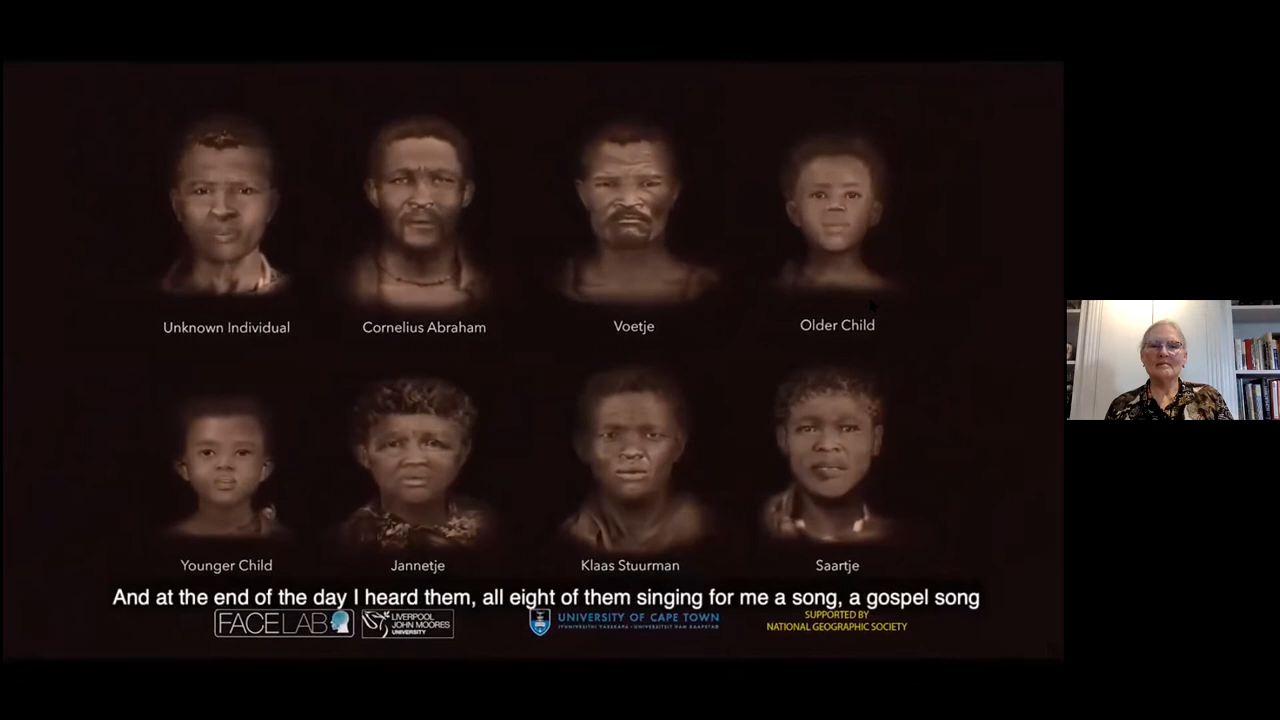 Unknown Individual
Cornelius Abraham
Voetje
Older Child
Younger Child
Jannetje
Klaas Stuurman
Saartje
And at the end of the day I heard them, all eight of them singing for me a song, a gospel song
FACE LAB
LIVERPOOL
JOHN MOORES
UNIVERSITY
UNIVERSITY OF CAPE TOWN
SUPPORTED BY
NATIONAL GEOGRAPHIC SOCIETY